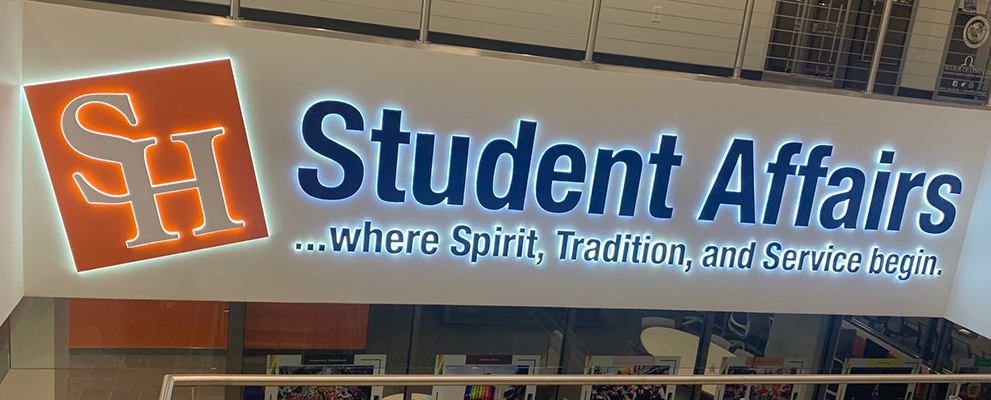 SH
Student Affairs
...where Spirit, Tradition, and Service begin.